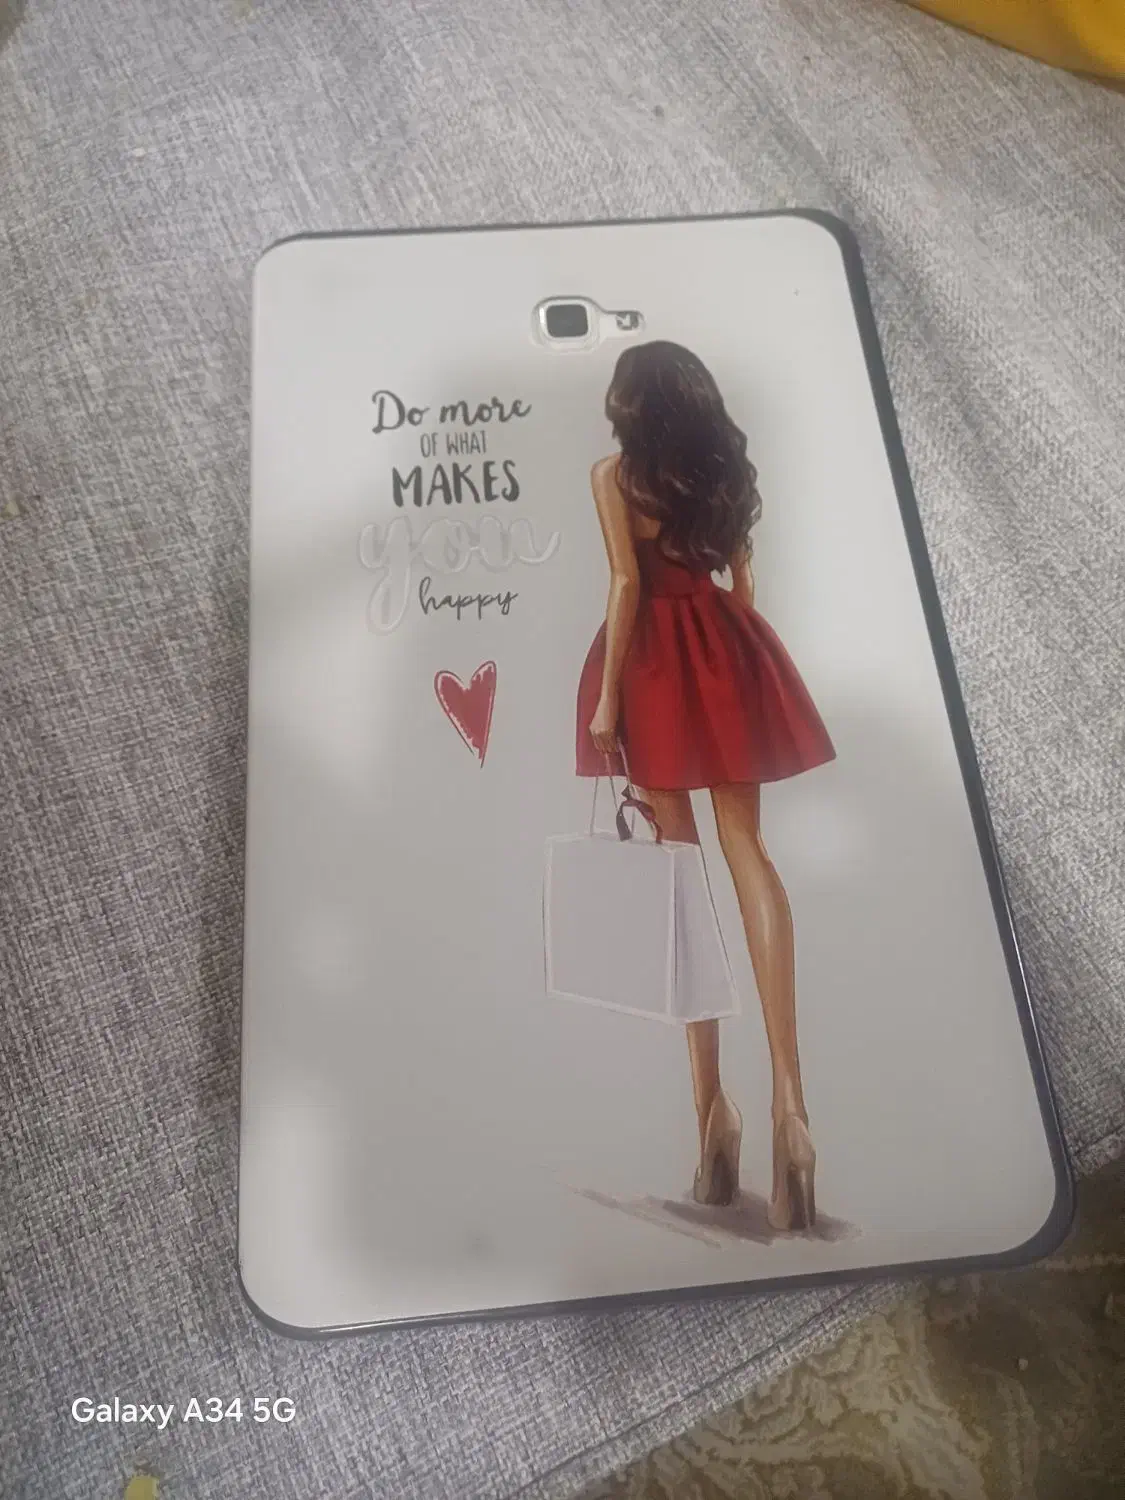 Do more
OF WHAT
MAKES
you
happy
Galaxy A34 5G